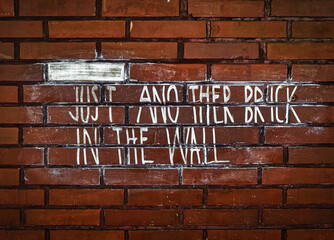 JUST ANOTHER BRICK
IN THE WALL